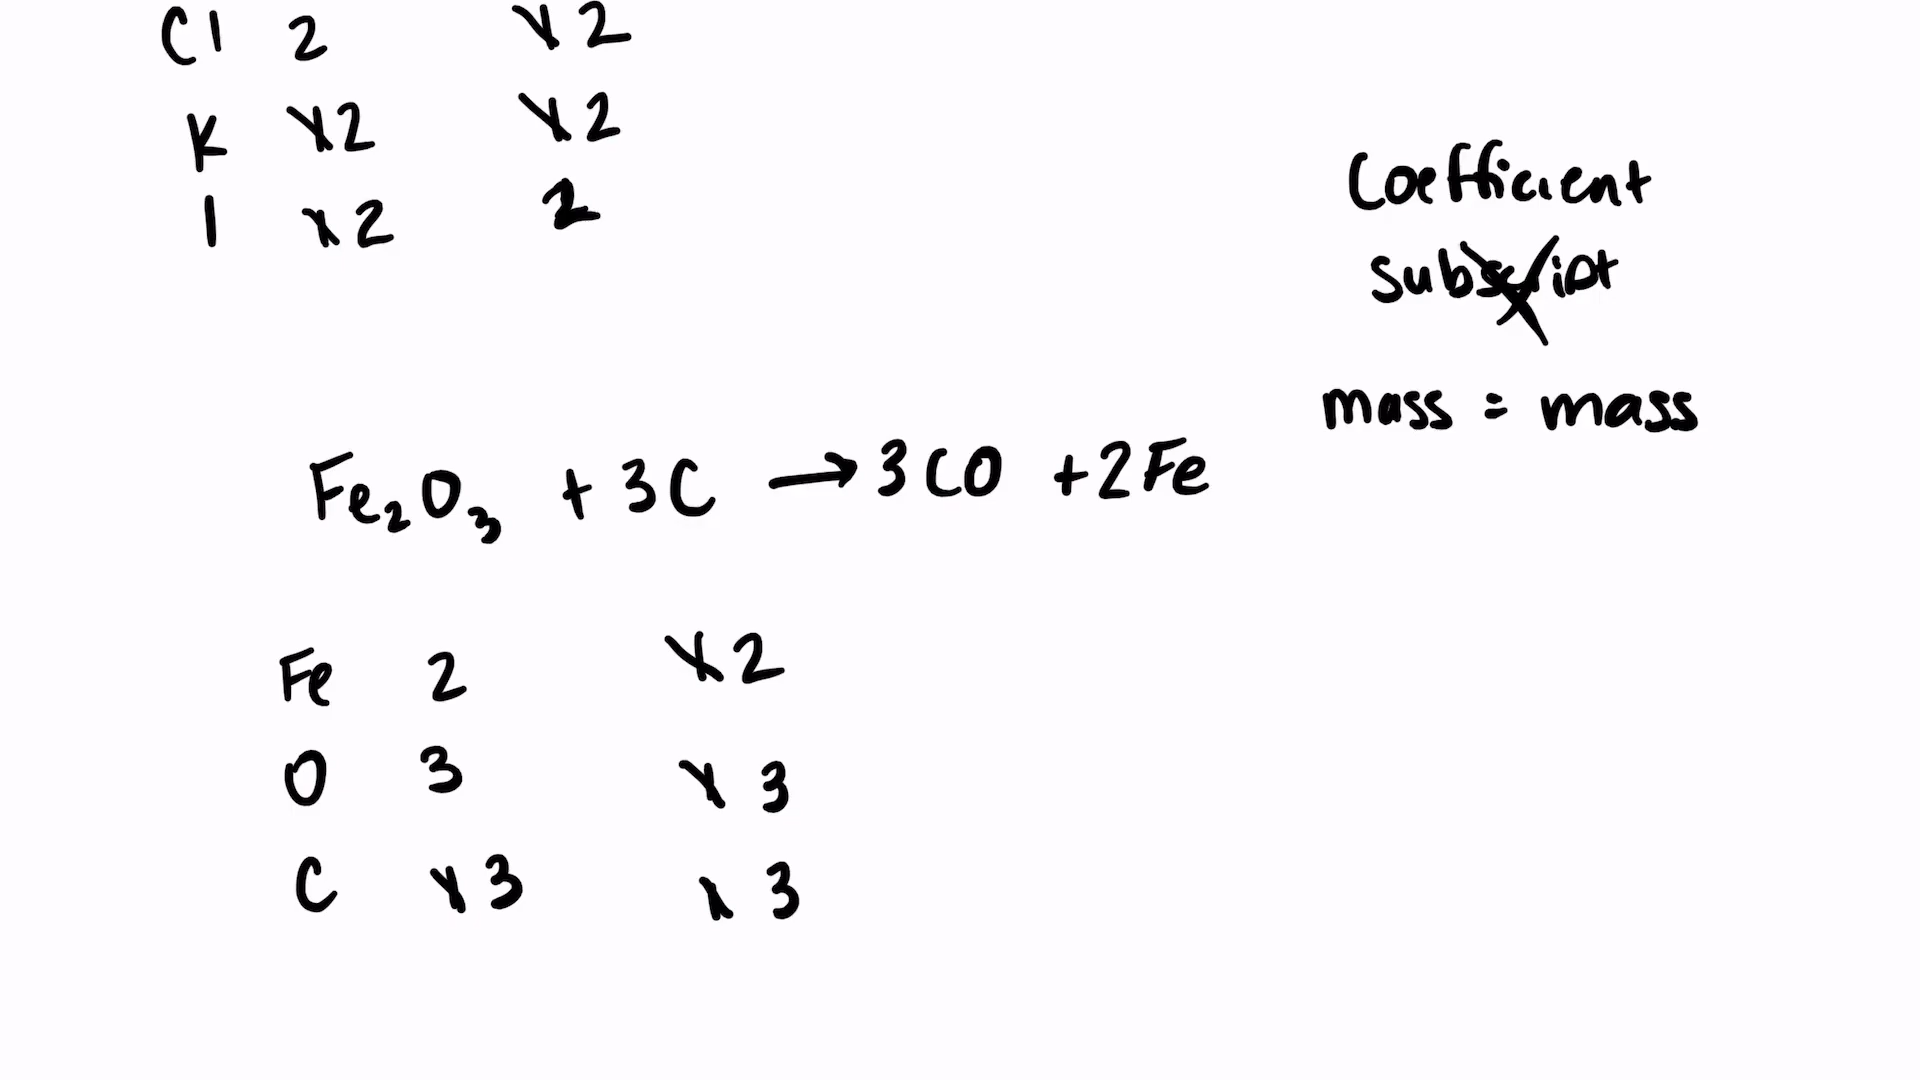 Cl 2 X2
K X2 X2
I X2 2
Coefficient
Subscript
mass = mass
Fe₂O₃ + 3C → 3CO + 2Fe
Fe 2 X2
O 3 X3
C X3 X3